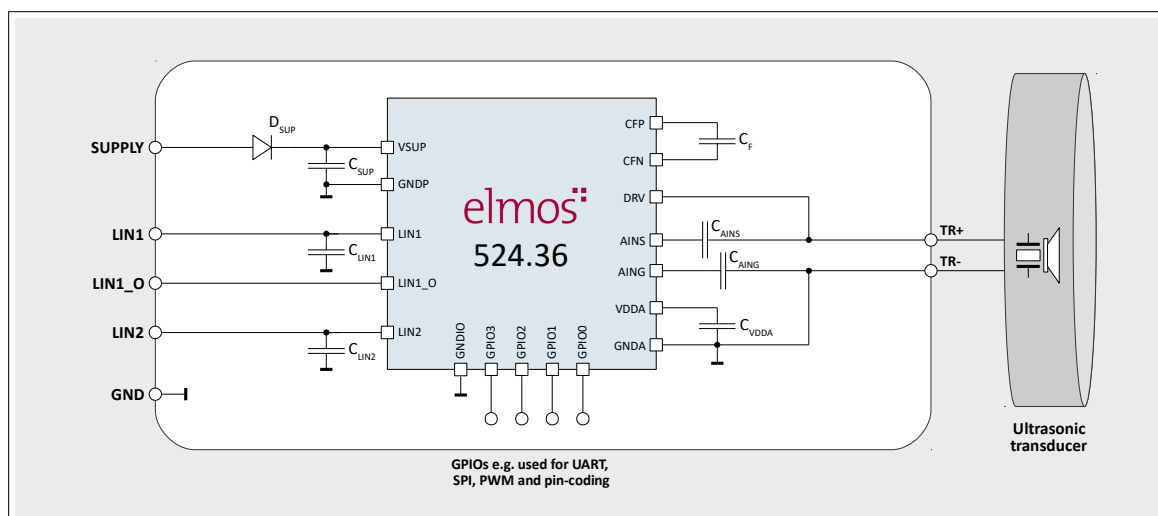 D_SUP
SUPPLY
VSUP
C_SUP
GNDP
LIN1
LIN1
C_LIN1
LIN1_O
LIN1_O
LIN2
LIN2
C_LIN2
GND
elmos
524.36
CFP
C_F
CFN
DRV
C_AINS
AINS
TR+
C_AING
AING
TR-
VDDA
C_VDDA
GNDA
GNDIO
GPIO3
GPIO2
GPIO1
GPIO0
Ultrasonic
transducer
GPIOs e.g. used for UART,
SPI, PWM and pin-coding